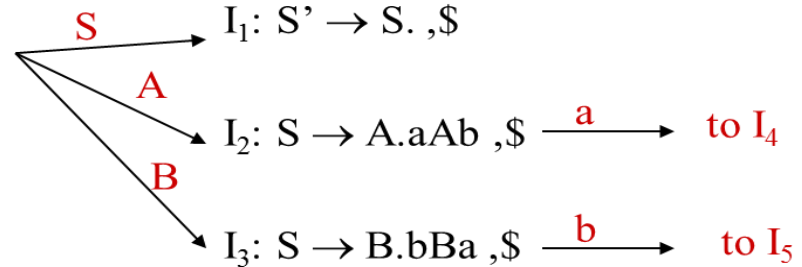 S I₁: S’ → S. ,$
A
I₂: S → A.aAb ,$ a to I₄
B
I₃: S → B.bBa ,$ b to I₅